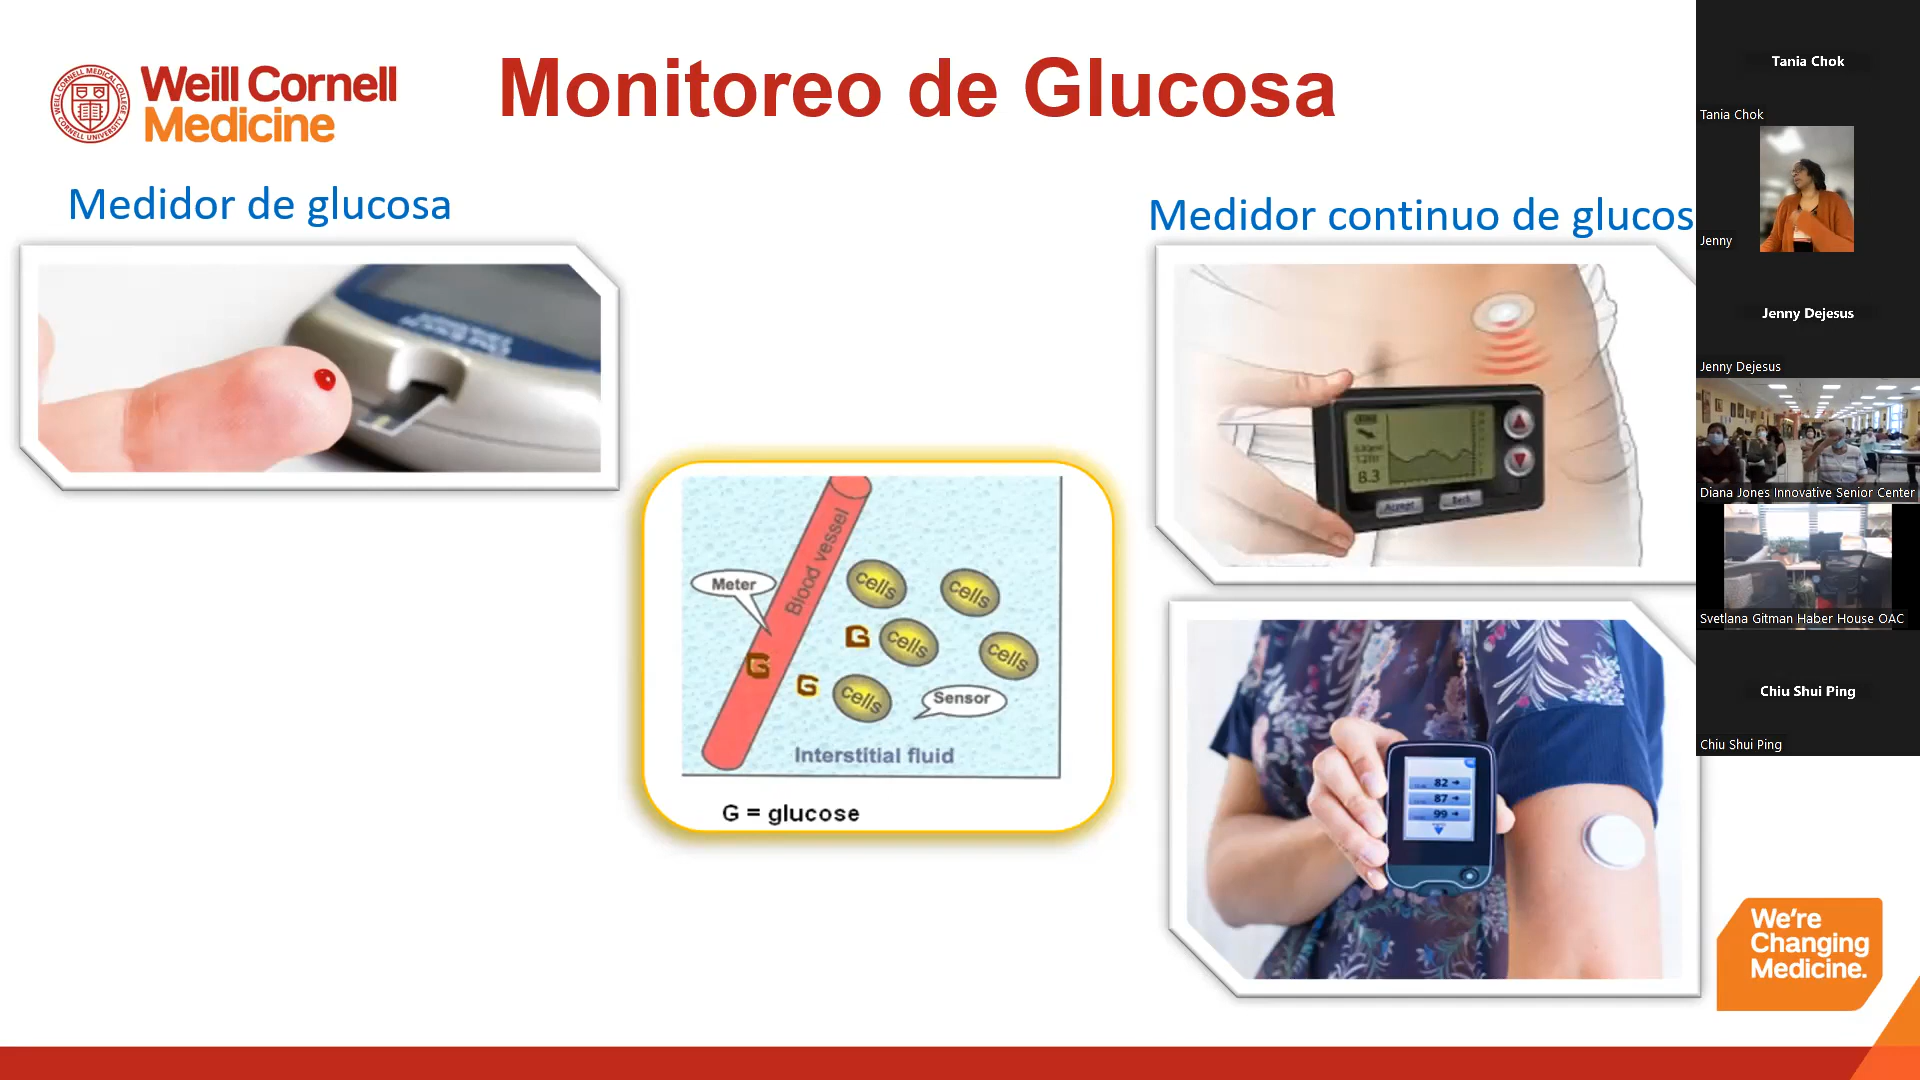 Weill Cornell
Medicine
Monitoreo de Glucosa
Medidor de glucosa
Medidor continuo de glucos
8.3
Accept
Back
Meter
Blood vessel
cells
cells
cells
cells
cells
G
G
G
Sensor
Interstitial fluid
G = glucose
82
87
99
We're
Changing
Medicine.
Tania Chok
Tania Chok
Jenny
Jenny Dejesus
Jenny Dejesus
Diana Jones Innovative Senior Center
Svetlana Gitman Haber House OAC
Chiu Shui Ping
Chiu Shui Ping